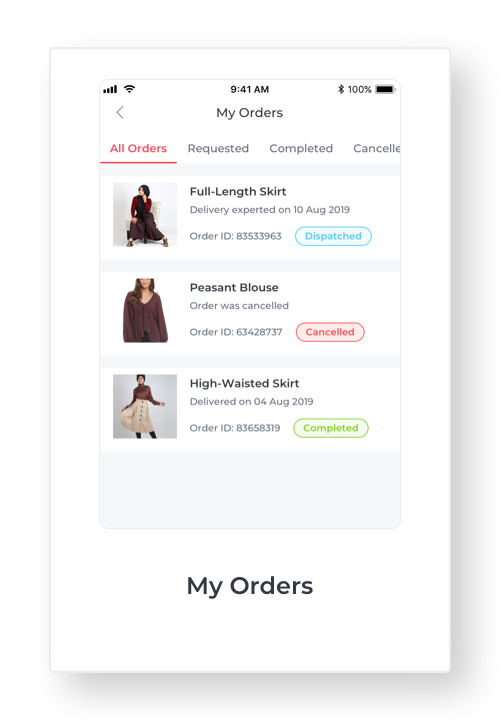 9:41 AM 100%
My Orders
All Orders Requested Completed Cancelle
Full-Length Skirt
Delivery experted on 10 Aug 2019
Order ID: 83533963 Dispatched
Peasant Blouse
Order was cancelled
Order ID: 63428737 Cancelled
High-Waisted Skirt
Delivered on 04 Aug 2019
Order ID: 83658319 Completed
My Orders